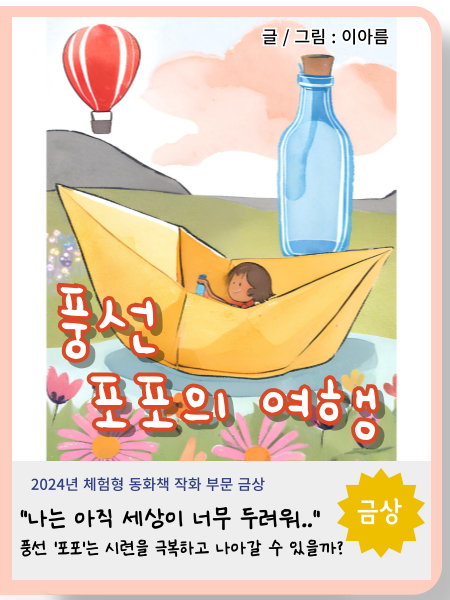 글 / 그림 : 이아름
풍선
포포의 여행
2024년 체험형 동화책 작화 부문 금상
"나는 아직 세상이 너무 두려워.."
풍선 '포포'는 시련을 극복하고 나아갈 수 있을까?
금상